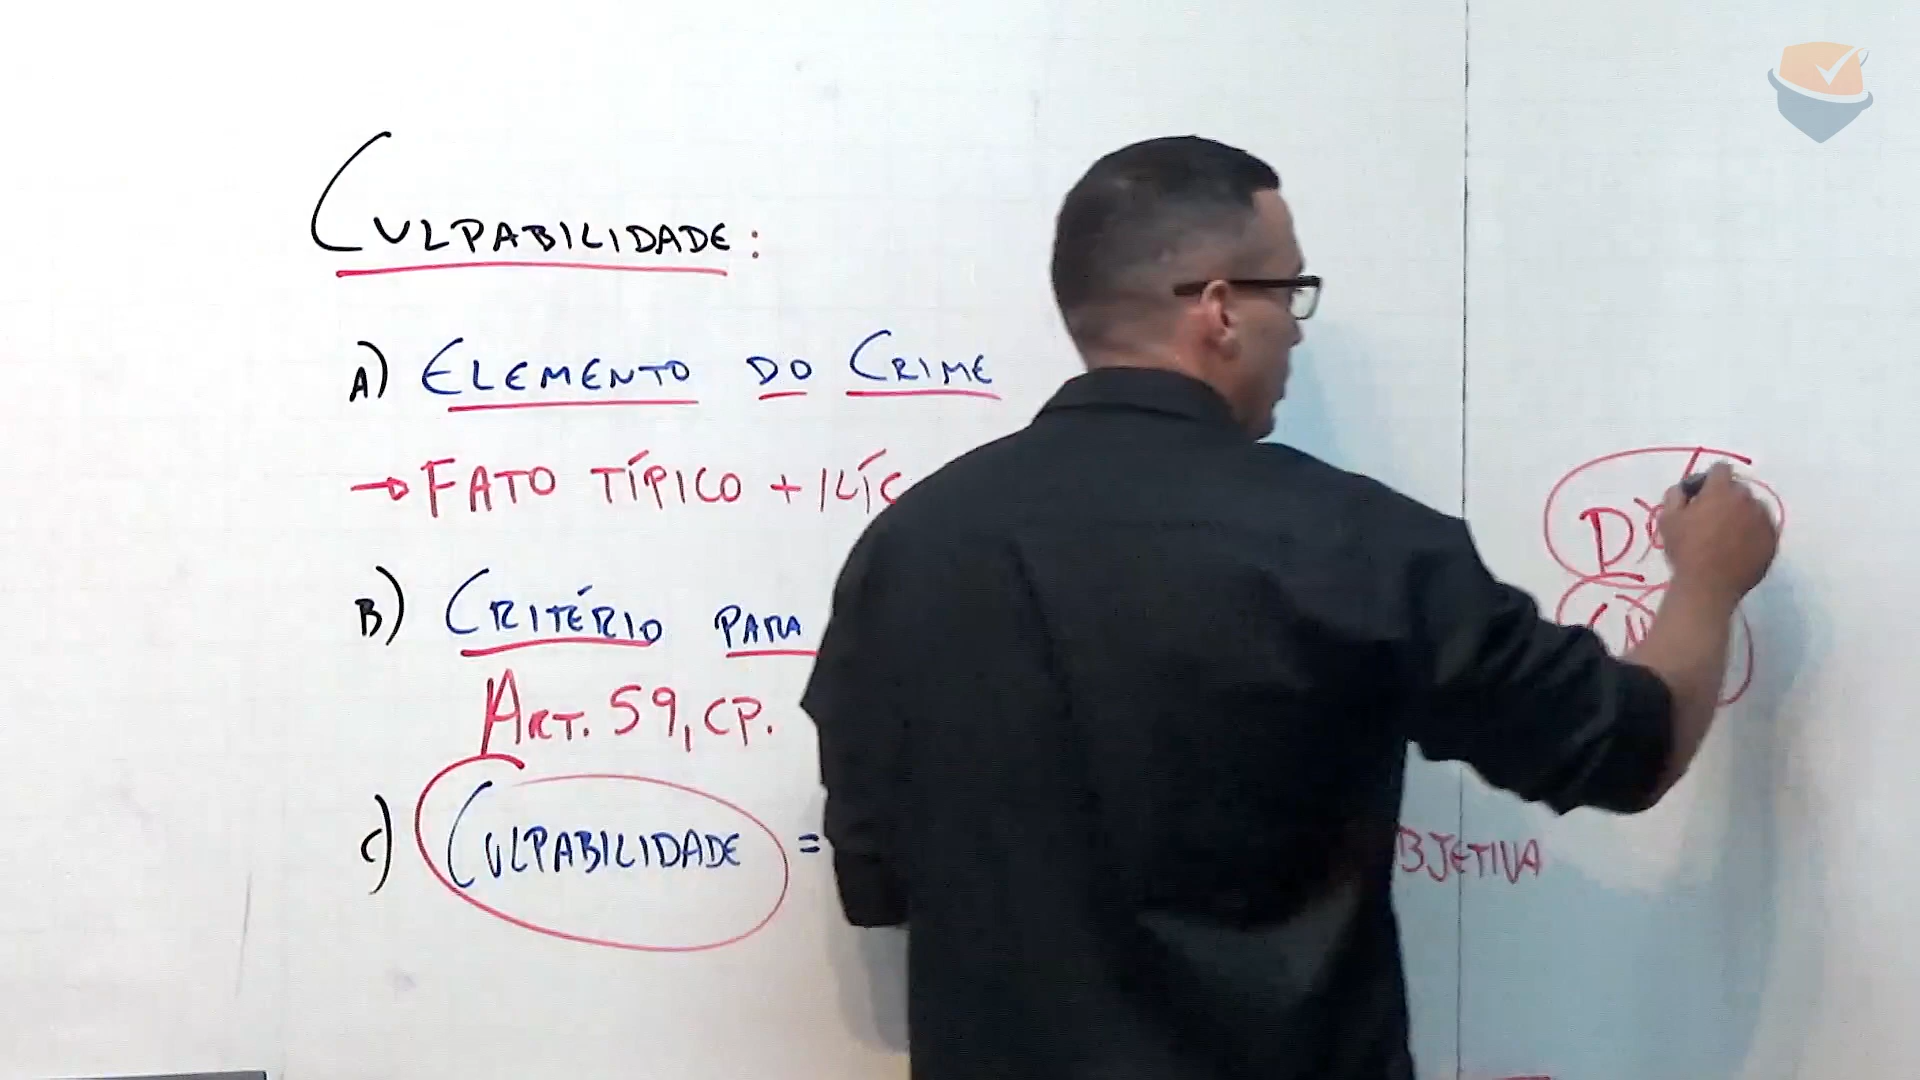 CULPABILIDADE:
A) ELEMENTO DO CRIME
→ FATO TÍPICO + ILÍC
B) CRITÉRIO PARA
ART. 59, CP.
C) CULPABILIDADE =
BJETIVA